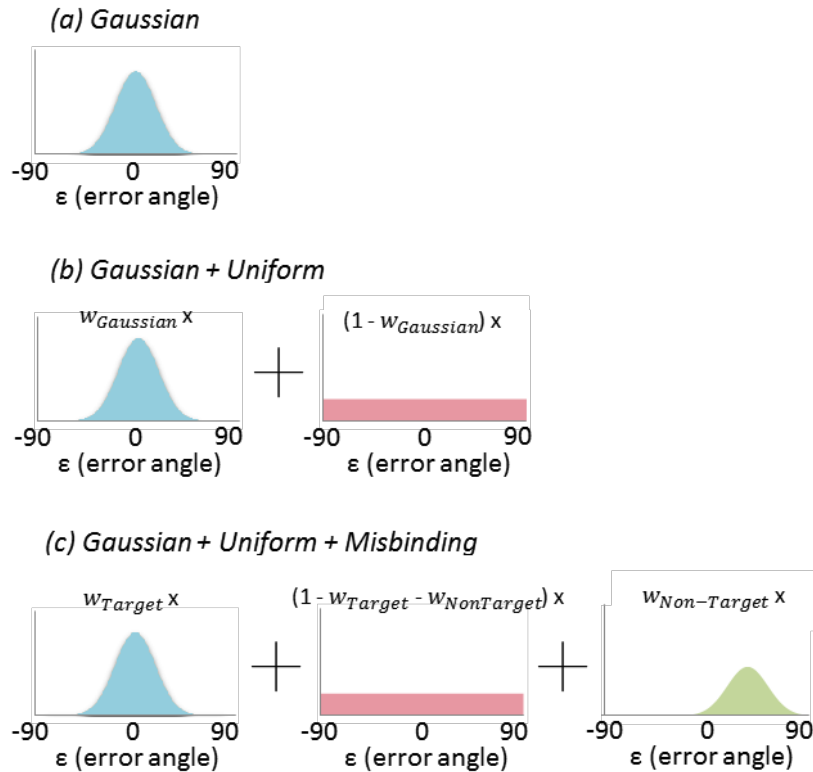 (a) Gaussian
-90 0 90
ε (error angle)
(b) Gaussian + Uniform
w_Gaussian x
+
(1 - w_Gaussian) x
-90 0 90
ε (error angle)
-90 0 90
ε (error angle)
(c) Gaussian + Uniform + Misbinding
w_Target x
+
(1 - w_Target - w_NonTarget) x
+
w_Non-Target x
-90 0 90
ε (error angle)
-90 0 90
ε (error angle)
-90 0 90
ε (error angle)